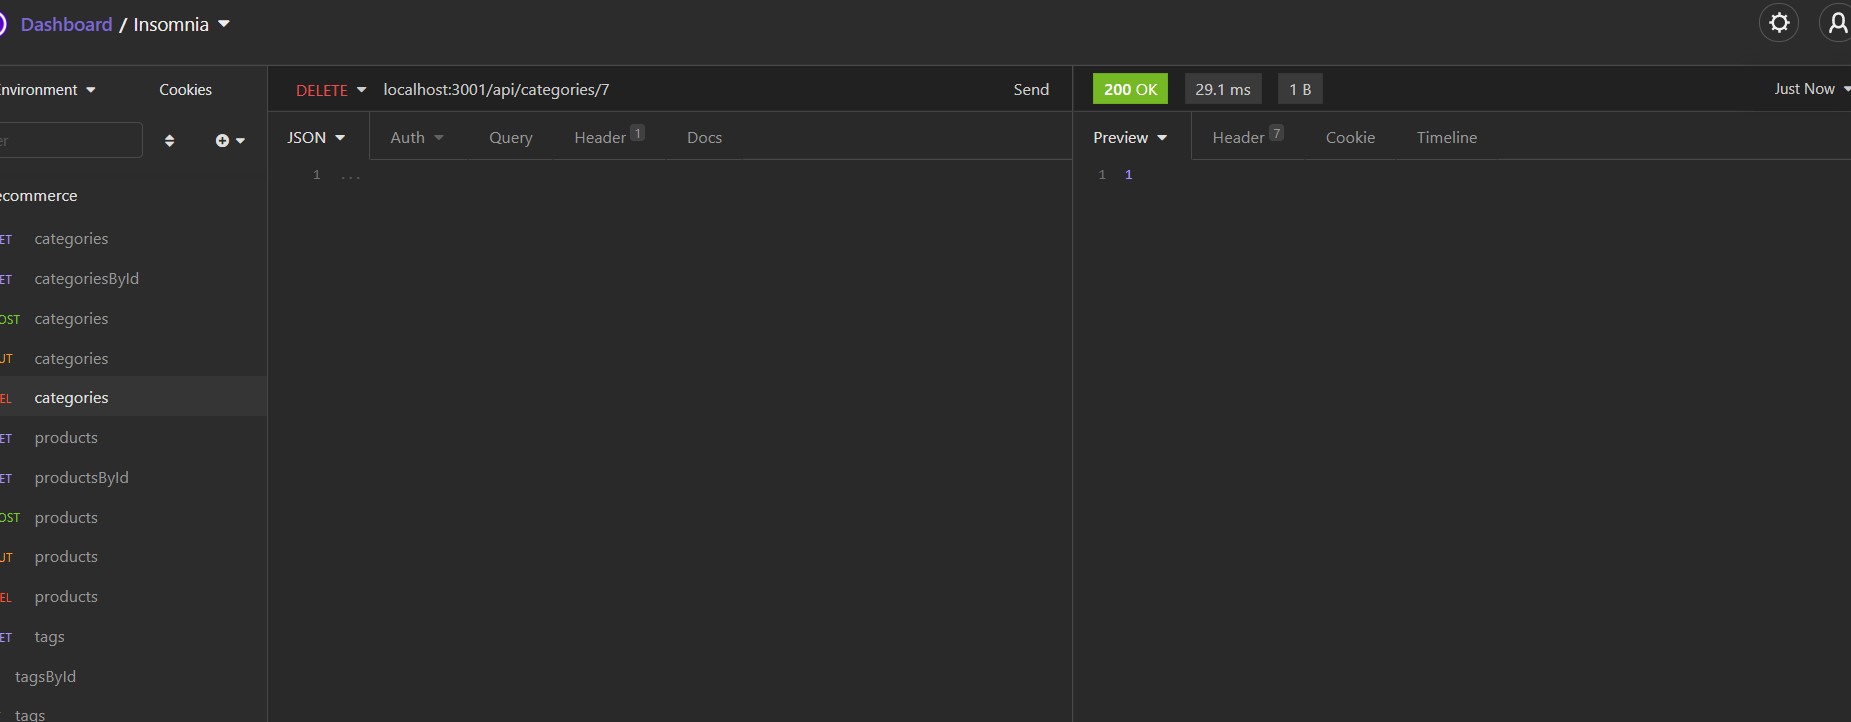 Dashboard / Insomnia
nvironment Cookies
DELETE localhost:3001/api/categories/7 Send
200 OK 29.1 ms 1 B Just Now
er
JSON Auth Query Header 1 Docs
Preview Header 7 Cookie Timeline
1 ...
1 1
ecommerce
ET categories
ET categoriesById
OST categories
UT categories
EL categories
ET products
ET productsById
OST products
UT products
EL products
ET tags
tagsById
tags